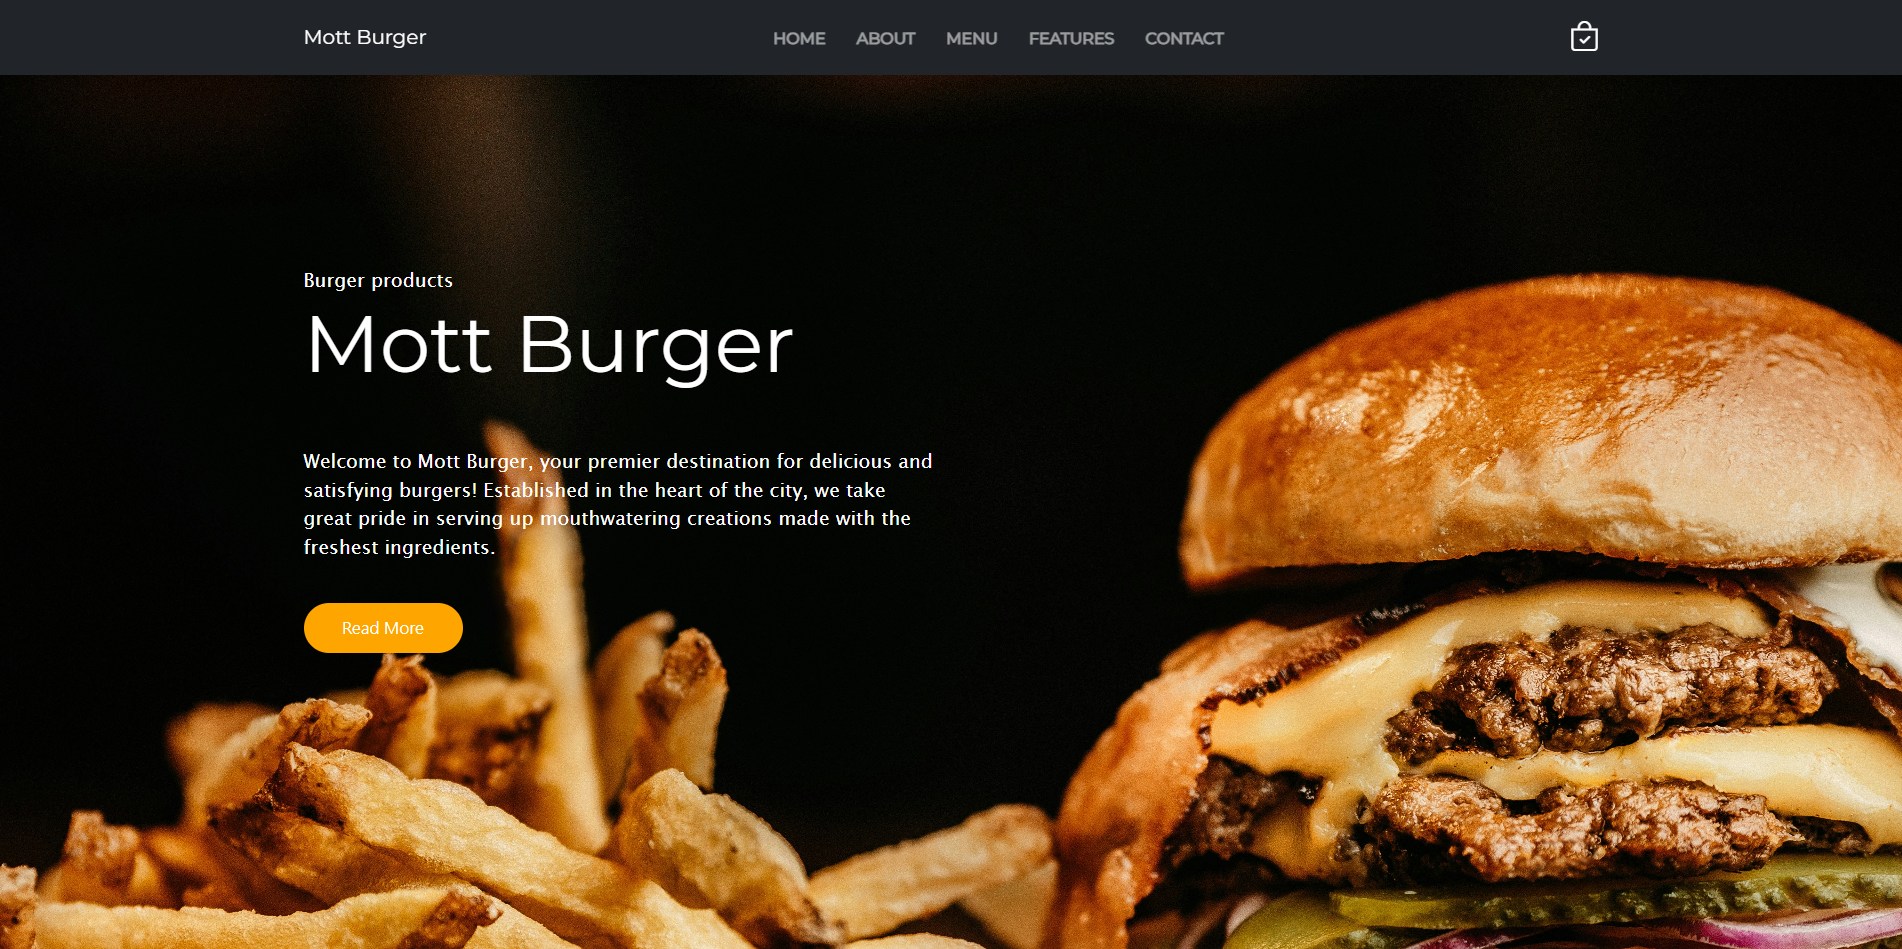 Mott Burger
HOME ABOUT MENU FEATURES CONTACT
Burger products
Mott Burger
Welcome to Mott Burger, your premier destination for delicious and
satisfying burgers! Established in the heart of the city, we take
great pride in serving up mouthwatering creations made with the
freshest ingredients.
Read More